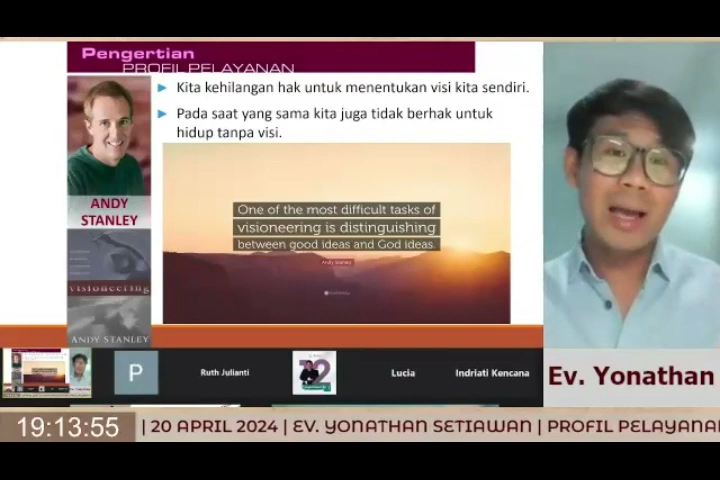 Pengertian
PROFIL PELAYANAN
Kita kehilangan hak untuk menentukan visi kita sendiri.
Pada saat yang sama kita juga tidak berhak untuk
hidup tanpa visi.
ANDY
STANLEY
One of the most difficult tasks of
visioneering is distinguishing
between good ideas and God ideas.
Andy Stanley
visioneering
ANDY STANLEY
P
Ruth Julianti
Lucia
Indriati Kencana
Ev. Yonathan
19:13:55
| 20 APRIL 2024 | EV. YONATHAN SETIAWAN | PROFIL PELAYANA